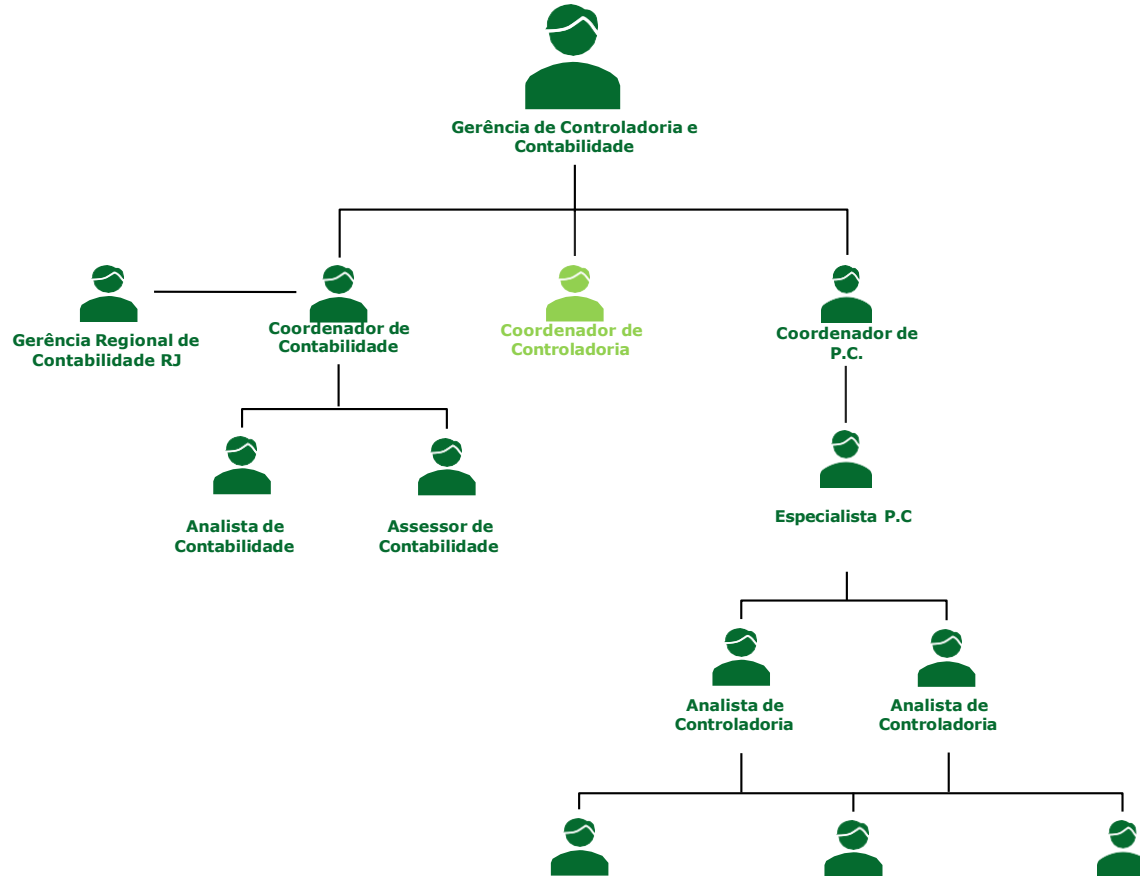 Gerência de Controladoria e
Contabilidade
Gerência Regional de
Contabilidade RJ
Coordenador de
Contabilidade
Coordenador de
Controladoria
Coordenador de
P.C.
Analista de
Contabilidade
Assessor de
Contabilidade
Especialista P.C
Analista de
Controladoria
Analista de
Controladoria